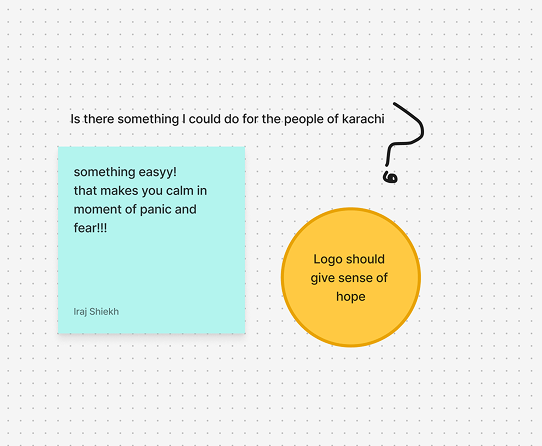 Is there something I could do for the people of karachi ?
something easyy!
that makes you calm in
moment of panic and
fear!!!
Iraj Shiekh
Logo should
give sense of
hope